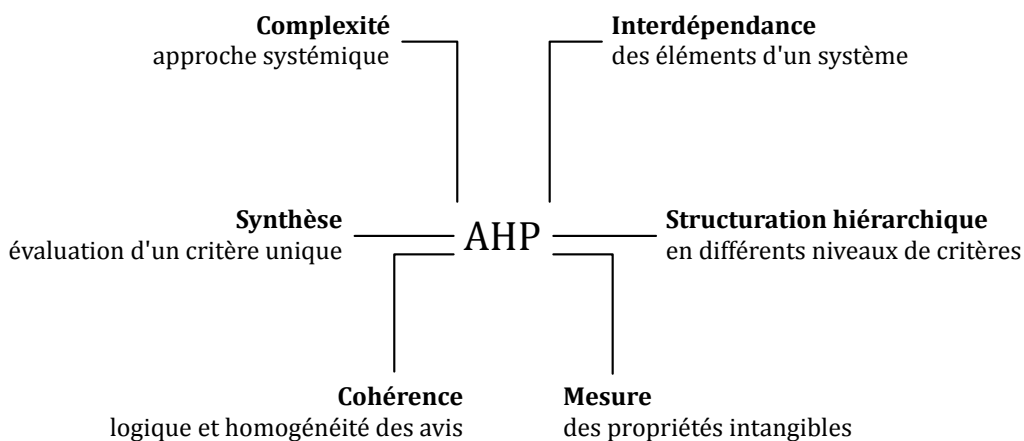 Complexité
approche systémique
Interdépendance
des éléments d'un système
Synthèse
évaluation d'un critère unique
AHP
Structuration hiérarchique
en différents niveaux de critères
Cohérence
logique et homogénéité des avis
Mesure
des propriétés intangibles